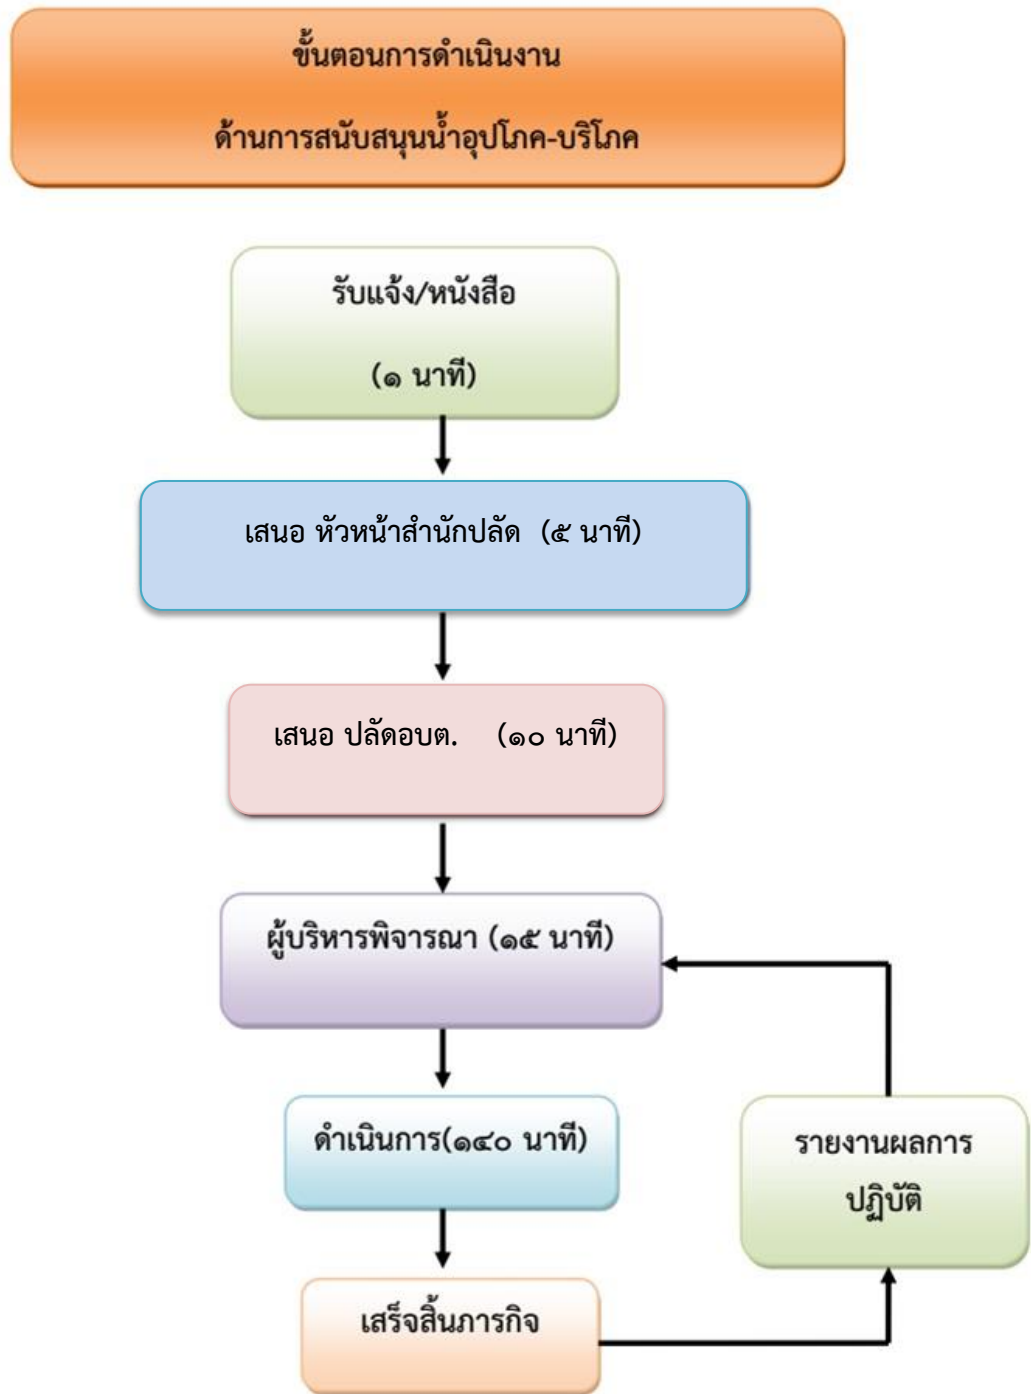 ขั้นตอนการดำเนินงาน
ด้านการสนับสนุนน้ำอุปโภค-บริโภค
รับแจ้ง/หนังสือ
(๑ นาที)
เสนอ หัวหน้าสำนักปลัด (๕ นาที)
เสนอ ปลัดอบต. (๑๐ นาที)
ผู้บริหารพิจารณา (๑๕ นาที)
ดำเนินการ(๑๔๐ นาที)
เสร็จสิ้นภารกิจ
รายงานผลการ
ปฏิบัติ